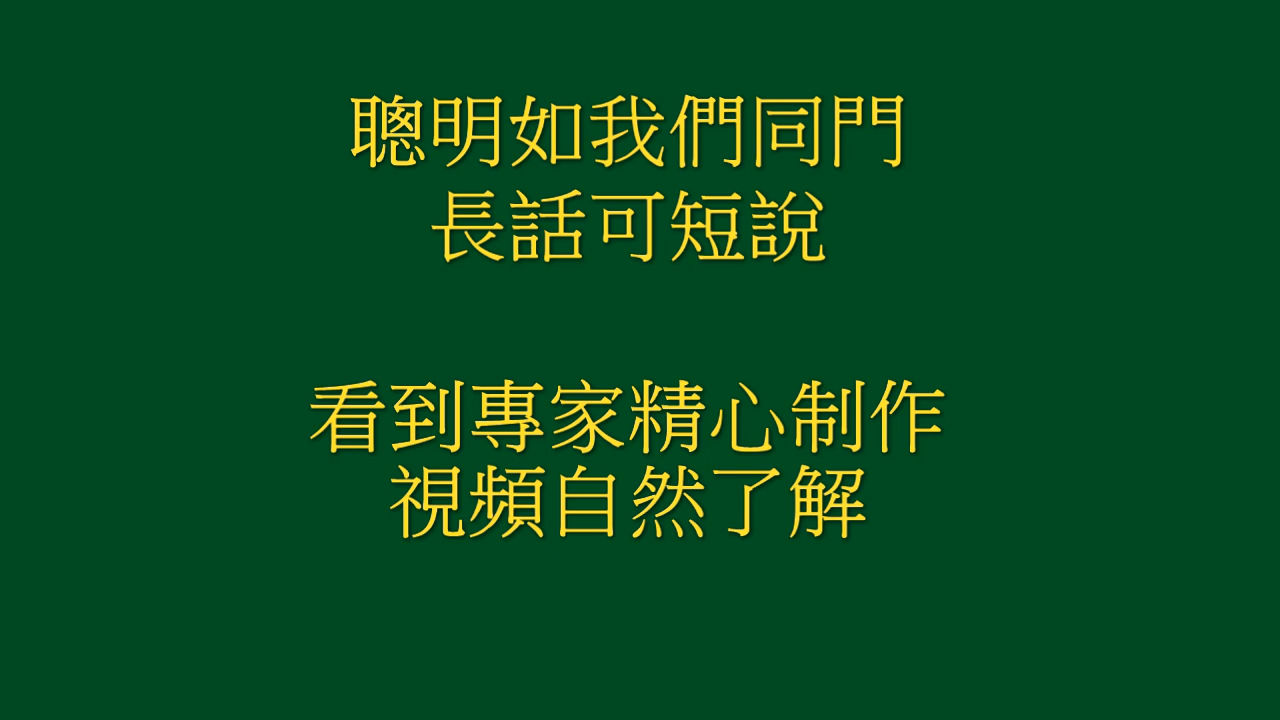 聰明如我們同門
長話可短說
看到專家精心制作
視頻自然了解